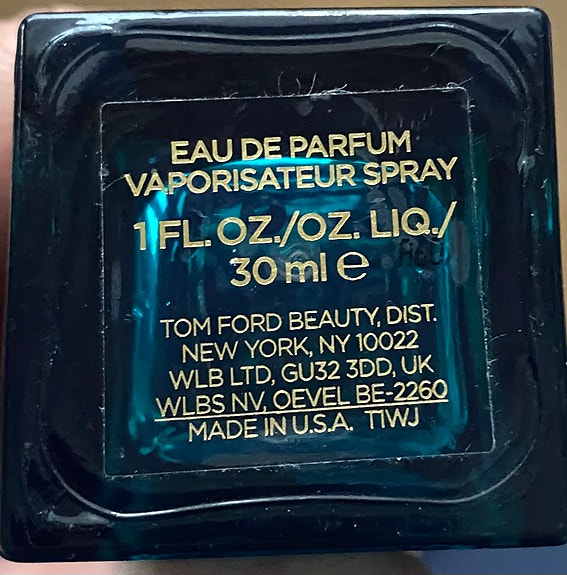 EAU DE PARFUM
VAPORISATEUR SPRAY
1 FL. OZ./OZ. LIQ./
30 ml ℮
TOM FORD BEAUTY, DIST.
NEW YORK, NY 10022
WLB LTD, GU32 3DD, UK
WLBS NV, OEVEL BE-2260
MADE IN U.S.A. T1WJ